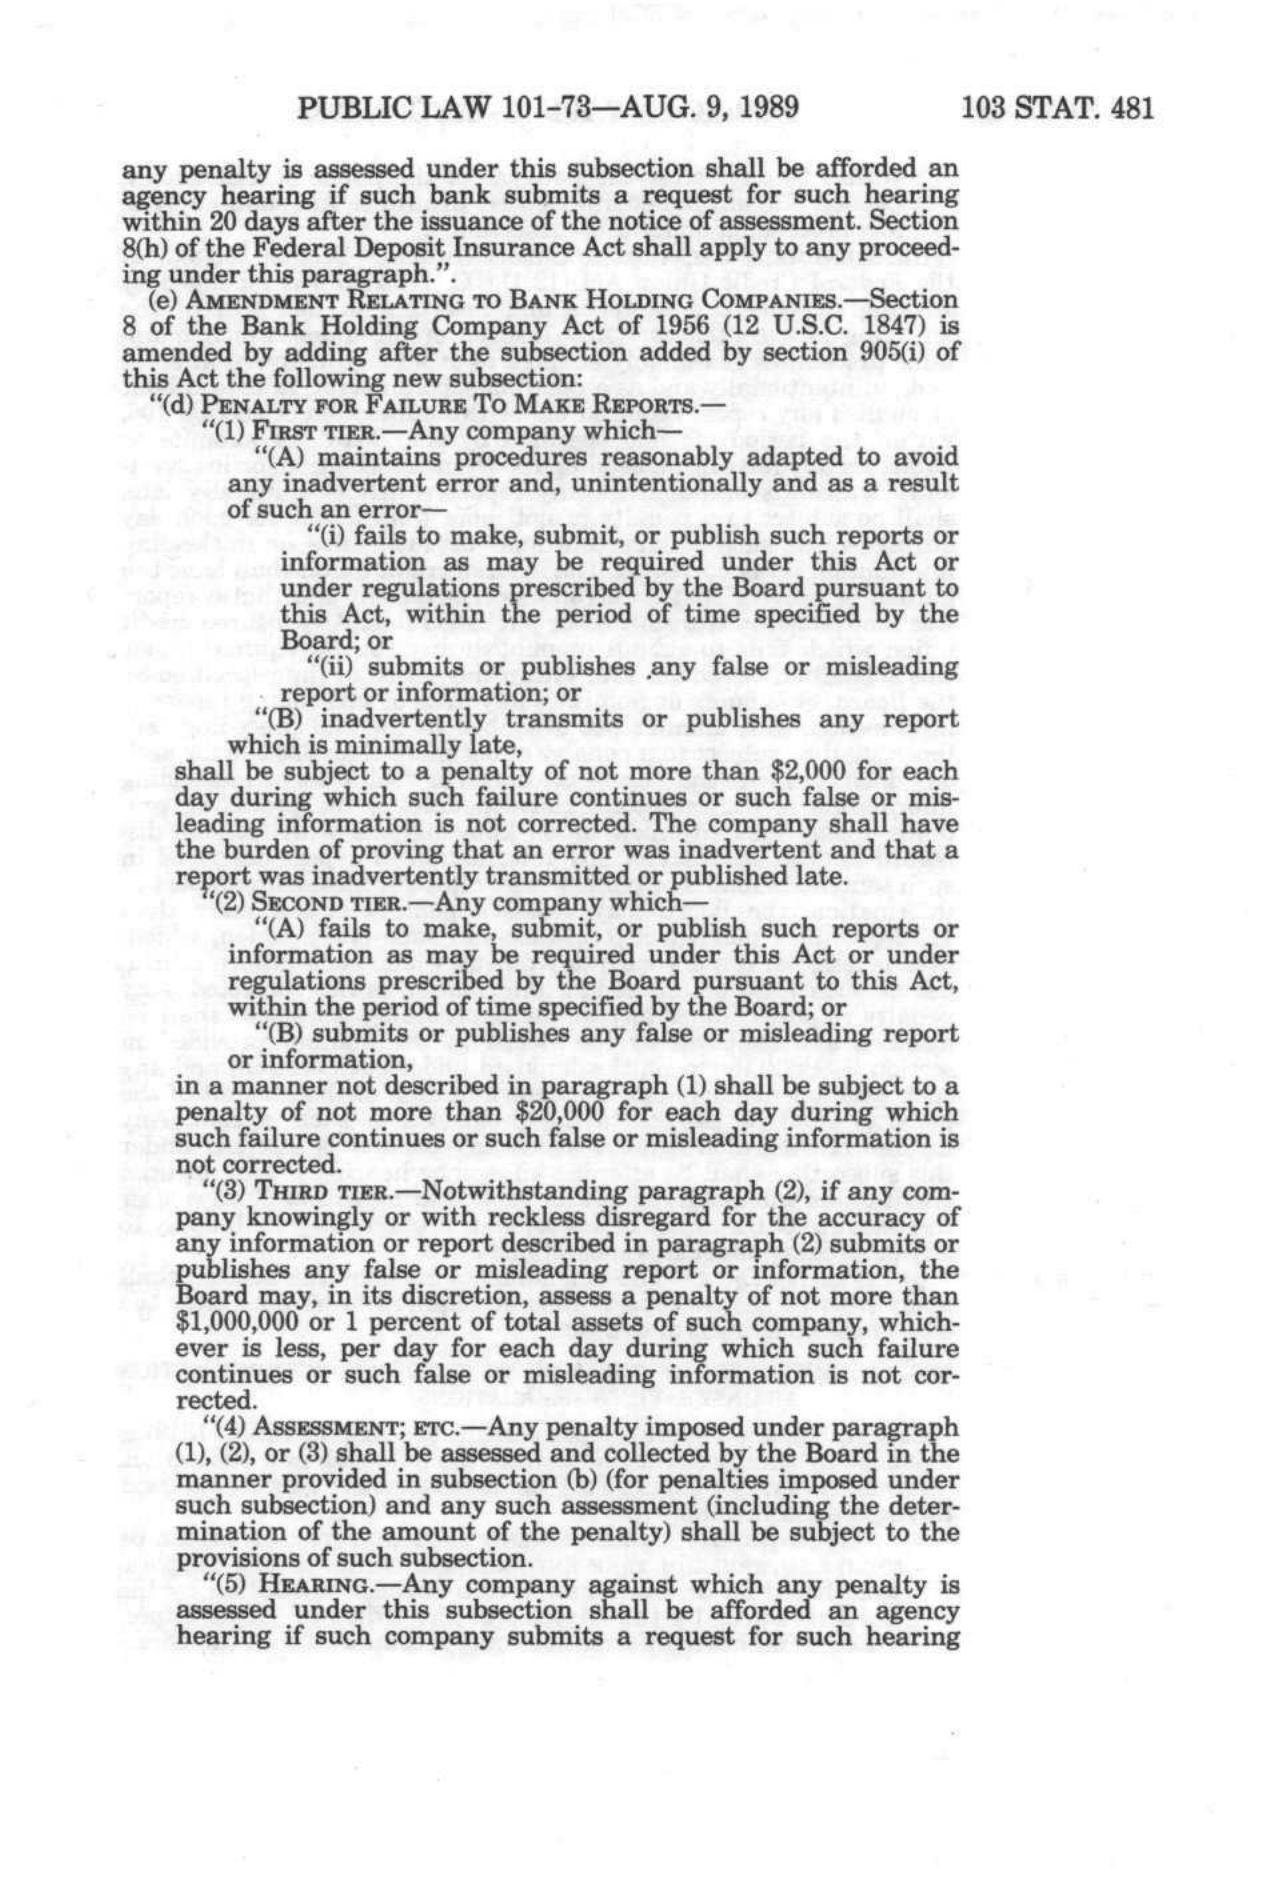 PUBLIC LAW 101-73—AUG. 9, 1989 103 STAT. 481
any penalty is assessed under this subsection shall be afforded an
agency hearing if such bank submits a request for such hearing
within 20 days after the issuance of the notice of assessment. Section
8(h) of the Federal Deposit Insurance Act shall apply to any proceed-
ing under this paragraph.”.
(e) AMENDMENT RELATING TO BANK HOLDING COMPANIES.—Section
8 of the Bank Holding Company Act of 1956 (12 U.S.C. 1847) is
amended by adding after the subsection added by section 905(i) of
this Act the following new subsection:
“(d) PENALTY FOR FAILURE TO MAKE REPORTS.—
“(1) FIRST TIER.—Any company which—
“(A) maintains procedures reasonably adapted to avoid
any inadvertent error and, unintentionally and as a result
of such an error—
“(i) fails to make, submit, or publish such reports or
information as may be required under this Act or
under regulations prescribed by the Board pursuant to
this Act, within the period of time specified by the
Board; or
“(ii) submits or publishes any false or misleading
report or information; or
“(B) inadvertently transmits or publishes any report
which is minimally late,
shall be subject to a penalty of not more than $2,000 for each
day during which such failure continues or such false or mis-
leading information is not corrected. The company shall have
the burden of proving that an error was inadvertent and that a
report was inadvertently transmitted or published late.
“(2) SECOND TIER.—Any company which—
“(A) fails to make, submit, or publish such reports or
information as may be required under this Act or under
regulations prescribed by the Board pursuant to this Act,
within the period of time specified by the Board; or
“(B) submits or publishes any false or misleading report
or information,
in a manner not described in paragraph (1) shall be subject to a
penalty of not more than $20,000 for each day during which
such failure continues or such false or misleading information is
not corrected.
“(3) THIRD TIER.—Notwithstanding paragraph (2), if any com-
pany knowingly or with reckless disregard for the accuracy of
any information or report described in paragraph (2) submits or
publishes any false or misleading report or information, the
Board may, in its discretion, assess a penalty of not more than
$1,000,000 or 1 percent of total assets of such company, which-
ever is less, per day for each day during which such failure
continues or such false or misleading information is not cor-
rected.
“(4) ASSESSMENT; ETC.—Any penalty imposed under paragraph
(1), (2), or (3) shall be assessed and collected by the Board in the
manner provided in subsection (b) (for penalties imposed under
such subsection) and any such assessment (including the deter-
mination of the amount of the penalty) shall be subject to the
provisions of such subsection.
“(5) HEARING.—Any company against which any penalty is
assessed under this subsection shall be afforded an agency
hearing if such company submits a request for such hearing